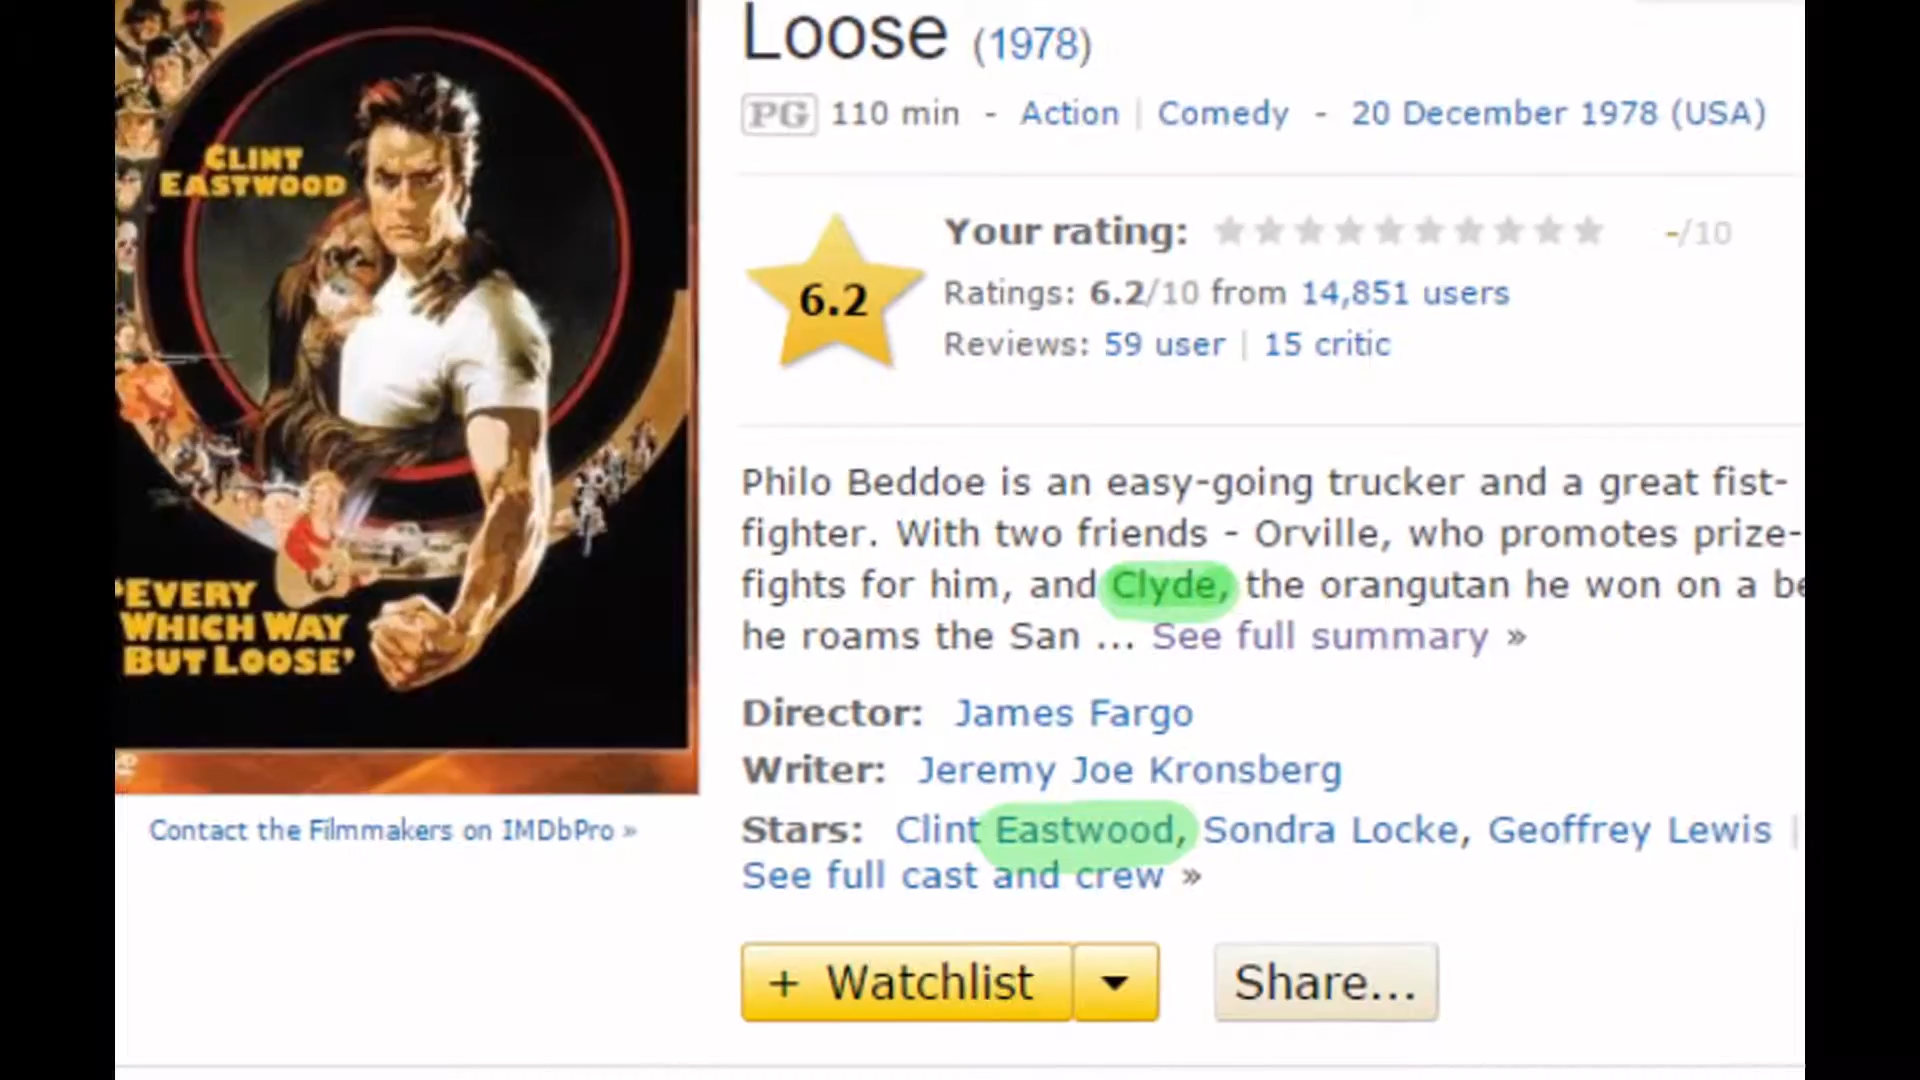 Loose (1978)
PG 110 min - Action | Comedy - 20 December 1978 (USA)
CLINT
EASTWOOD
Your rating: -/10
6.2
Ratings: 6.2/10 from 14,851 users
Reviews: 59 user | 15 critic
Philo Beddoe is an easy-going trucker and a great fist-
fighter. With two friends - Orville, who promotes prize-
fights for him, and Clyde, the orangutan he won on a be
he roams the San ... See full summary »
'EVERY
WHICH WAY
BUT LOOSE'
Director: James Fargo
Writer: Jeremy Joe Kronsberg
Stars: Clint Eastwood, Sondra Locke, Geoffrey Lewis |
See full cast and crew »
Contact the Filmmakers on IMDbPro »
+ Watchlist
Share...